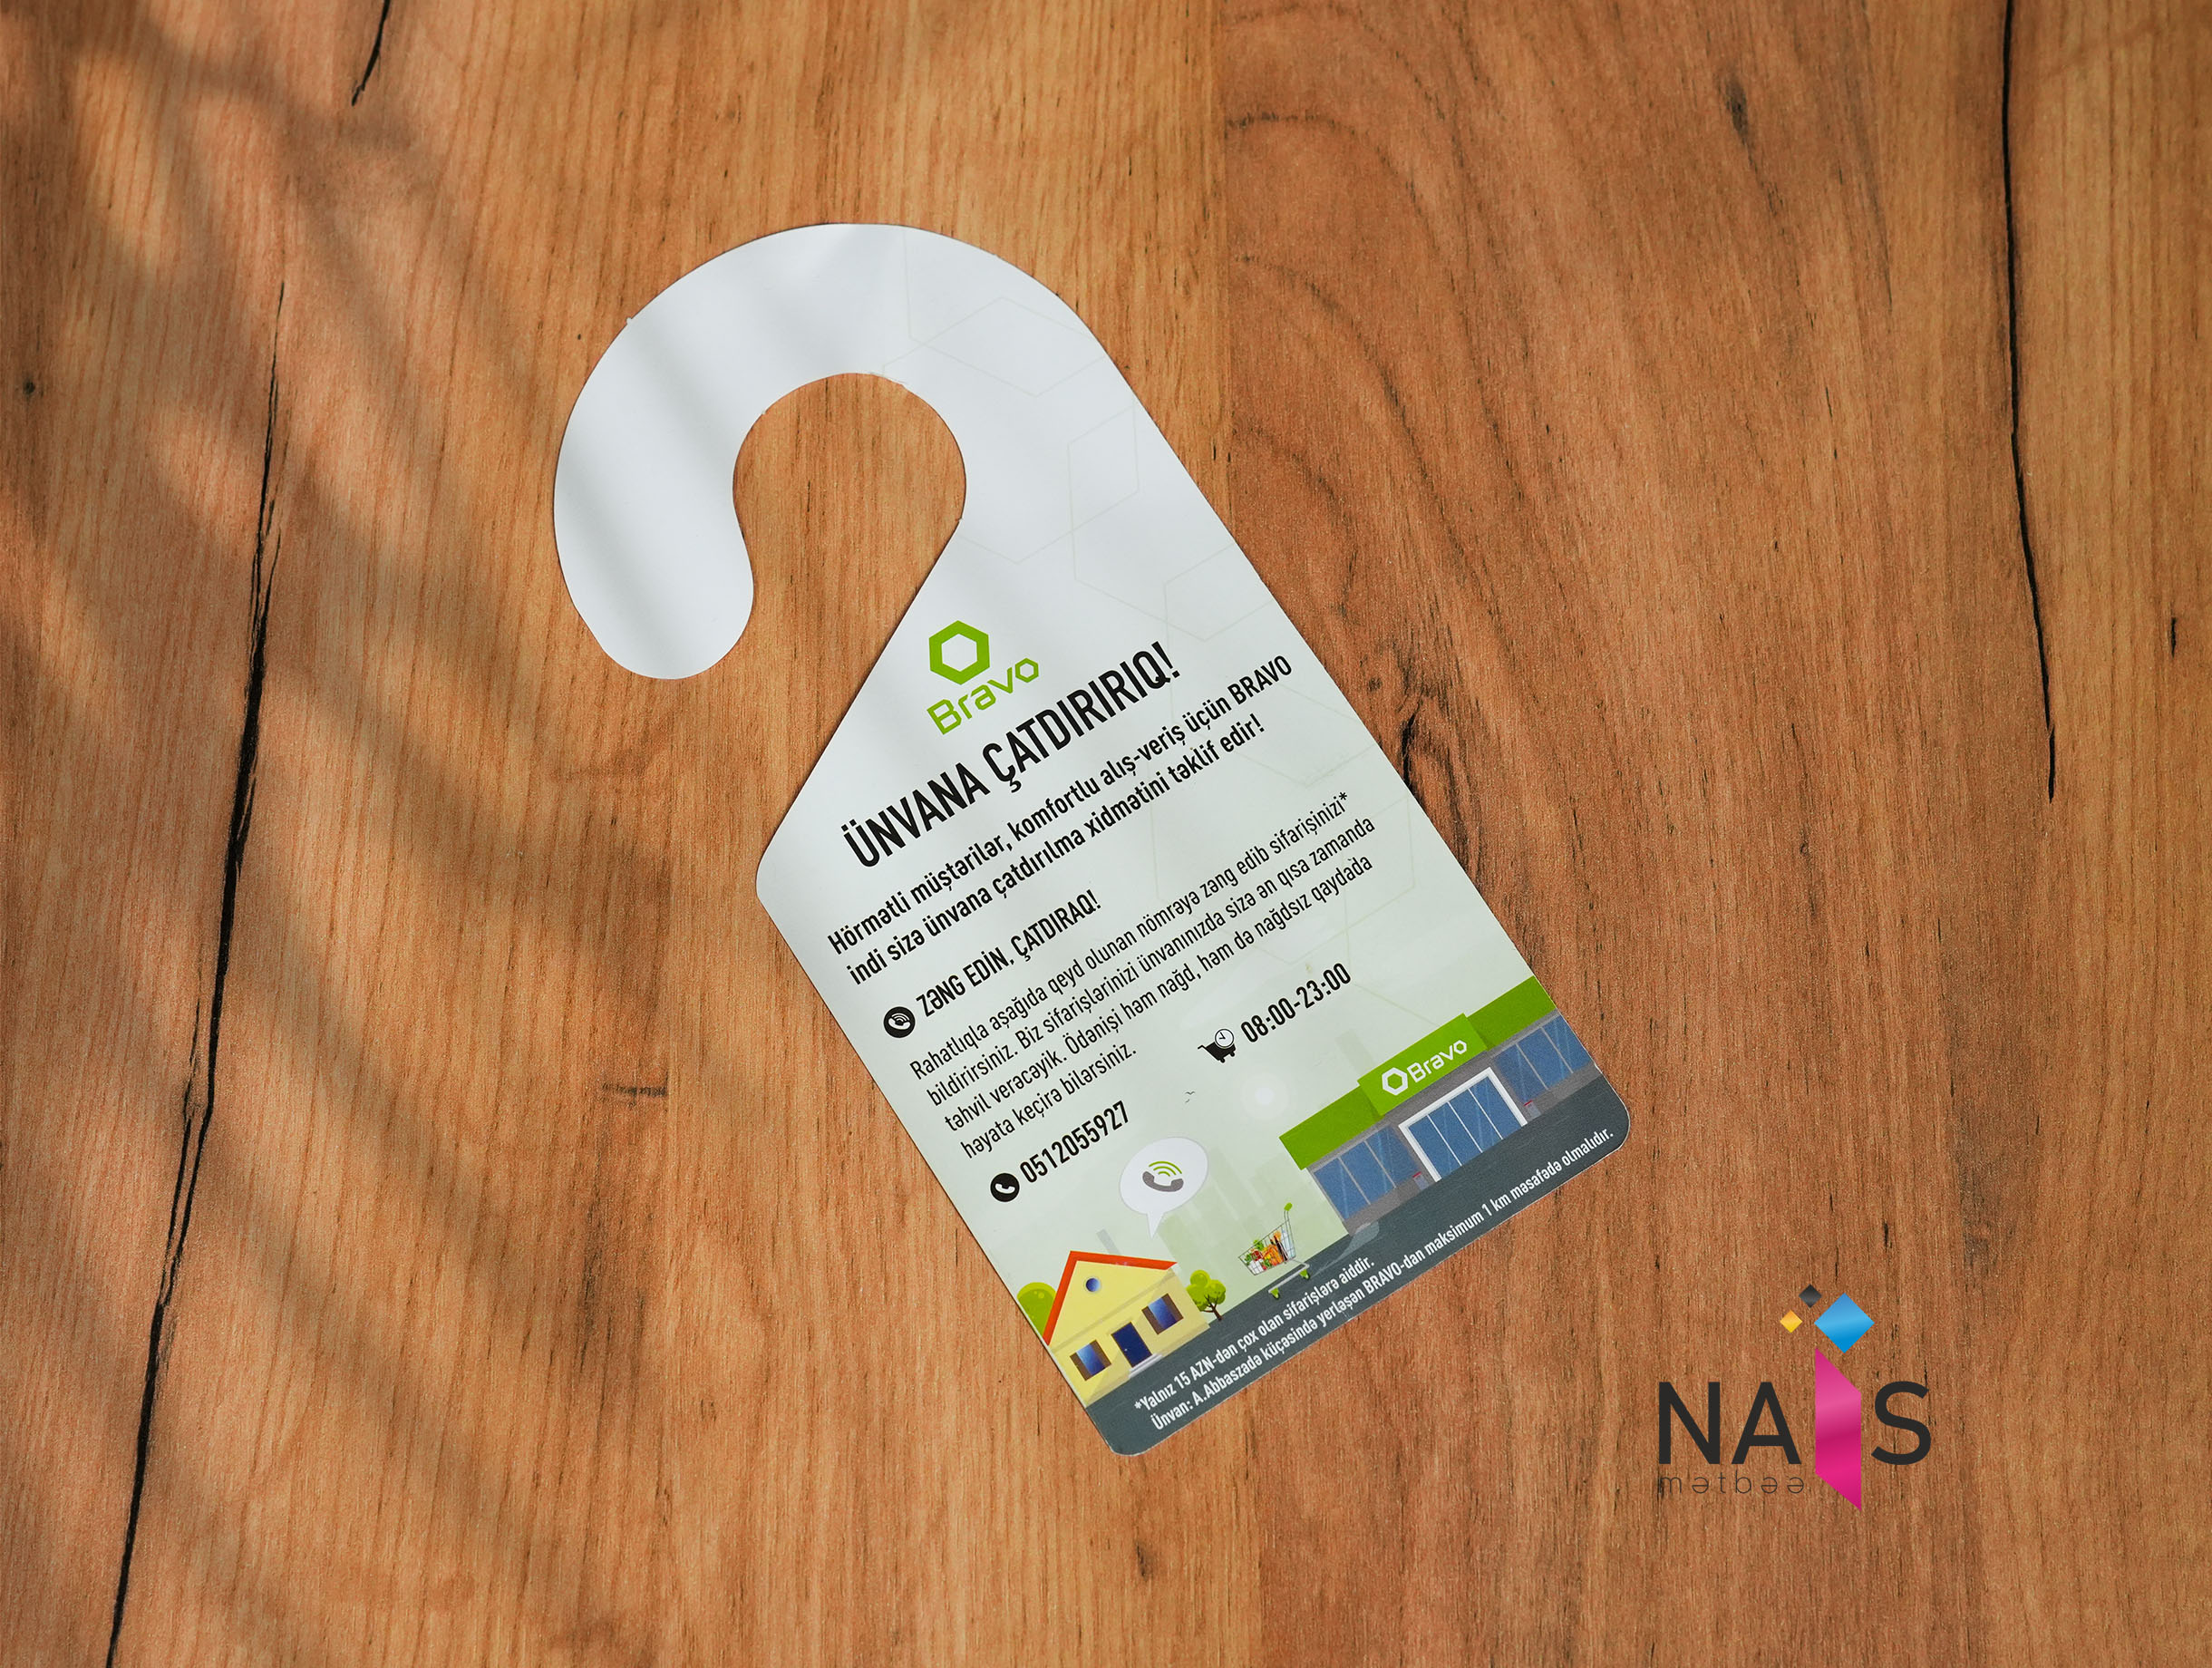 Bravo
ÜNVANA ÇATDIRIRIQ!
Hörmətli müştərilər, komfortlu alış-veriş üçün BRAVO
indi sizə ünvana çatdırılma xidmətini təklif edir!
ZƏNG EDİN, ÇATDIRAQ!
Rahatlıqla aşağıda qeyd olunan nömrəyə zəng edib sifarişinizi*
bildirirsiniz. Biz sifarişlərinizi ünvanınızda sizə ən qısa zamanda
təhvil verəcəyik. Ödənişi həm nağd, həm də nağdsız qaydada
həyata keçirə bilərsiniz.
08:00-23:00
0512055927
Bravo
*Yalnız 15 AZN-dən çox olan sifarişlərə aiddir.
Ünvan: A.Abbaszadə küçəsində yerləşən BRAVO-dan maksimum 1 km məsafədə olmalıdır.
NAIS
mətbəə